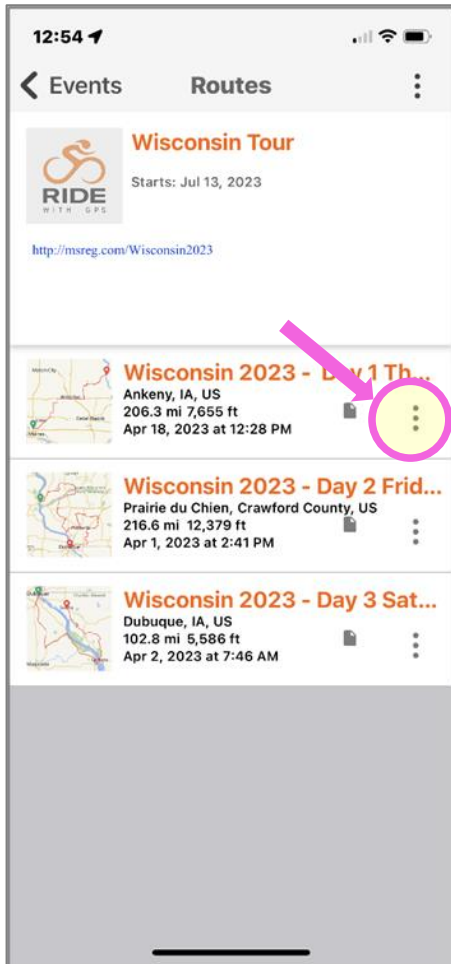 12:54
Events Routes
Wisconsin Tour
Starts: Jul 13, 2023
RIDE
WITH GPS
http://msreg.com/Wisconsin2023
Wisconsin 2023 - Day 1 Th...
Ankeny, IA, US
206.3 mi 7,655 ft
Apr 18, 2023 at 12:28 PM
Wisconsin 2023 - Day 2 Frid...
Prairie du Chien, Crawford County, US
216.6 mi 12,379 ft
Apr 1, 2023 at 2:41 PM
Wisconsin 2023 - Day 3 Sat...
Dubuque, IA, US
102.8 mi 5,586 ft
Apr 2, 2023 at 7:46 AM